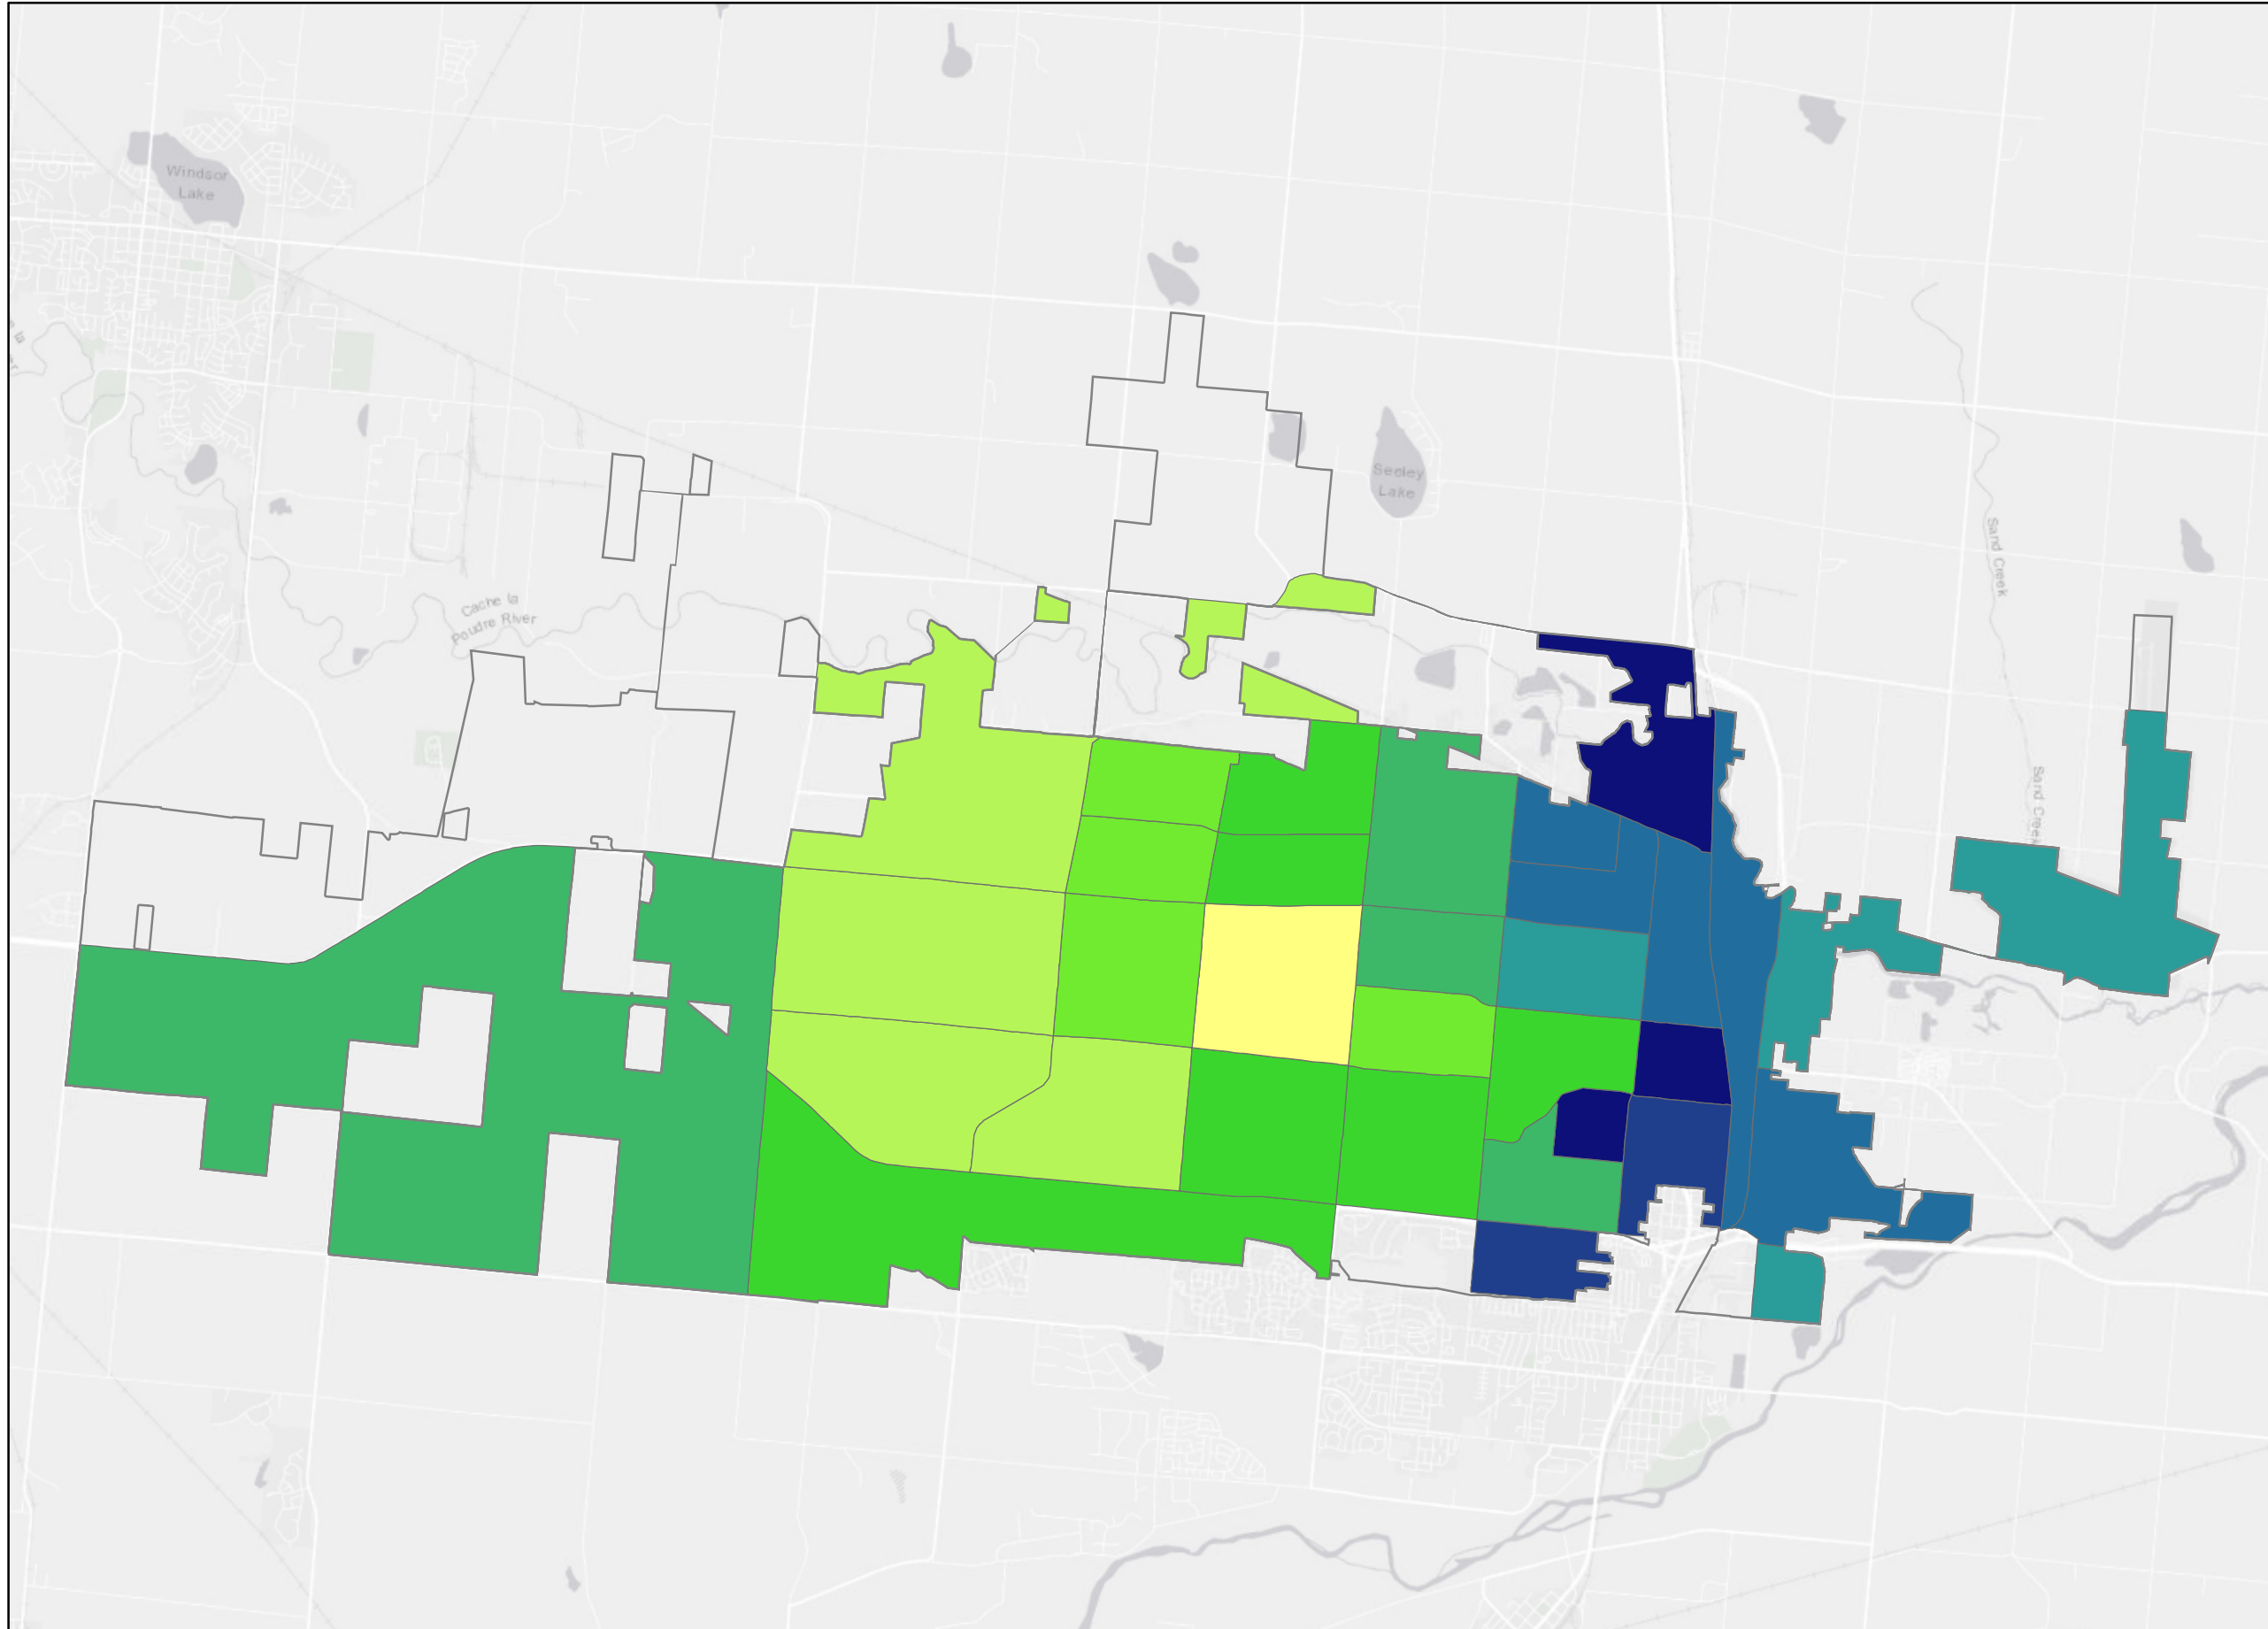 Windsor
Lake
Seeley
Lake
Sand Creek
Cache la
Poudre River
Sand Creek